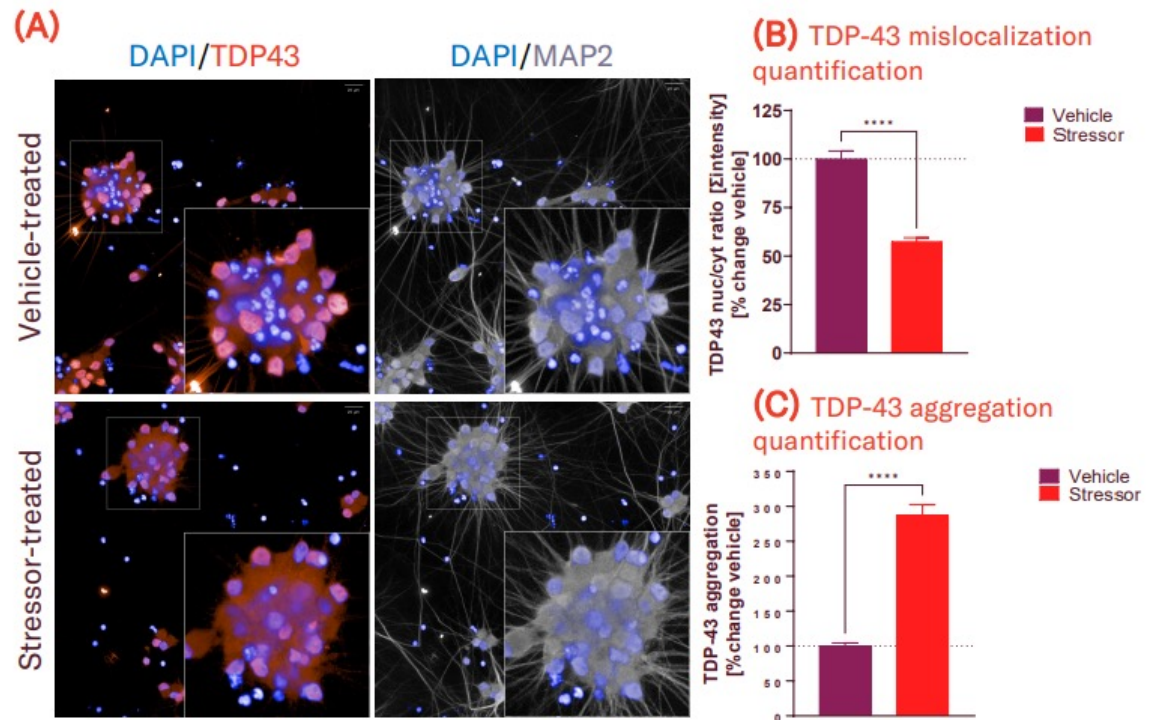 (A)
DAPI/TDP43
DAPI/MAP2
Vehicle-treated
Stressor-treated
(B) TDP-43 mislocalization
quantification
TDP43 nuc/cyt ratio [Σintensity]
[% change vehicle]
125
100
75
50
25
0
****
Vehicle
Stressor
(C) TDP-43 aggregation
quantification
TDP-43 aggregation
[%change vehicle]
350
300
250
200
150
100
50
0
****
Vehicle
Stressor